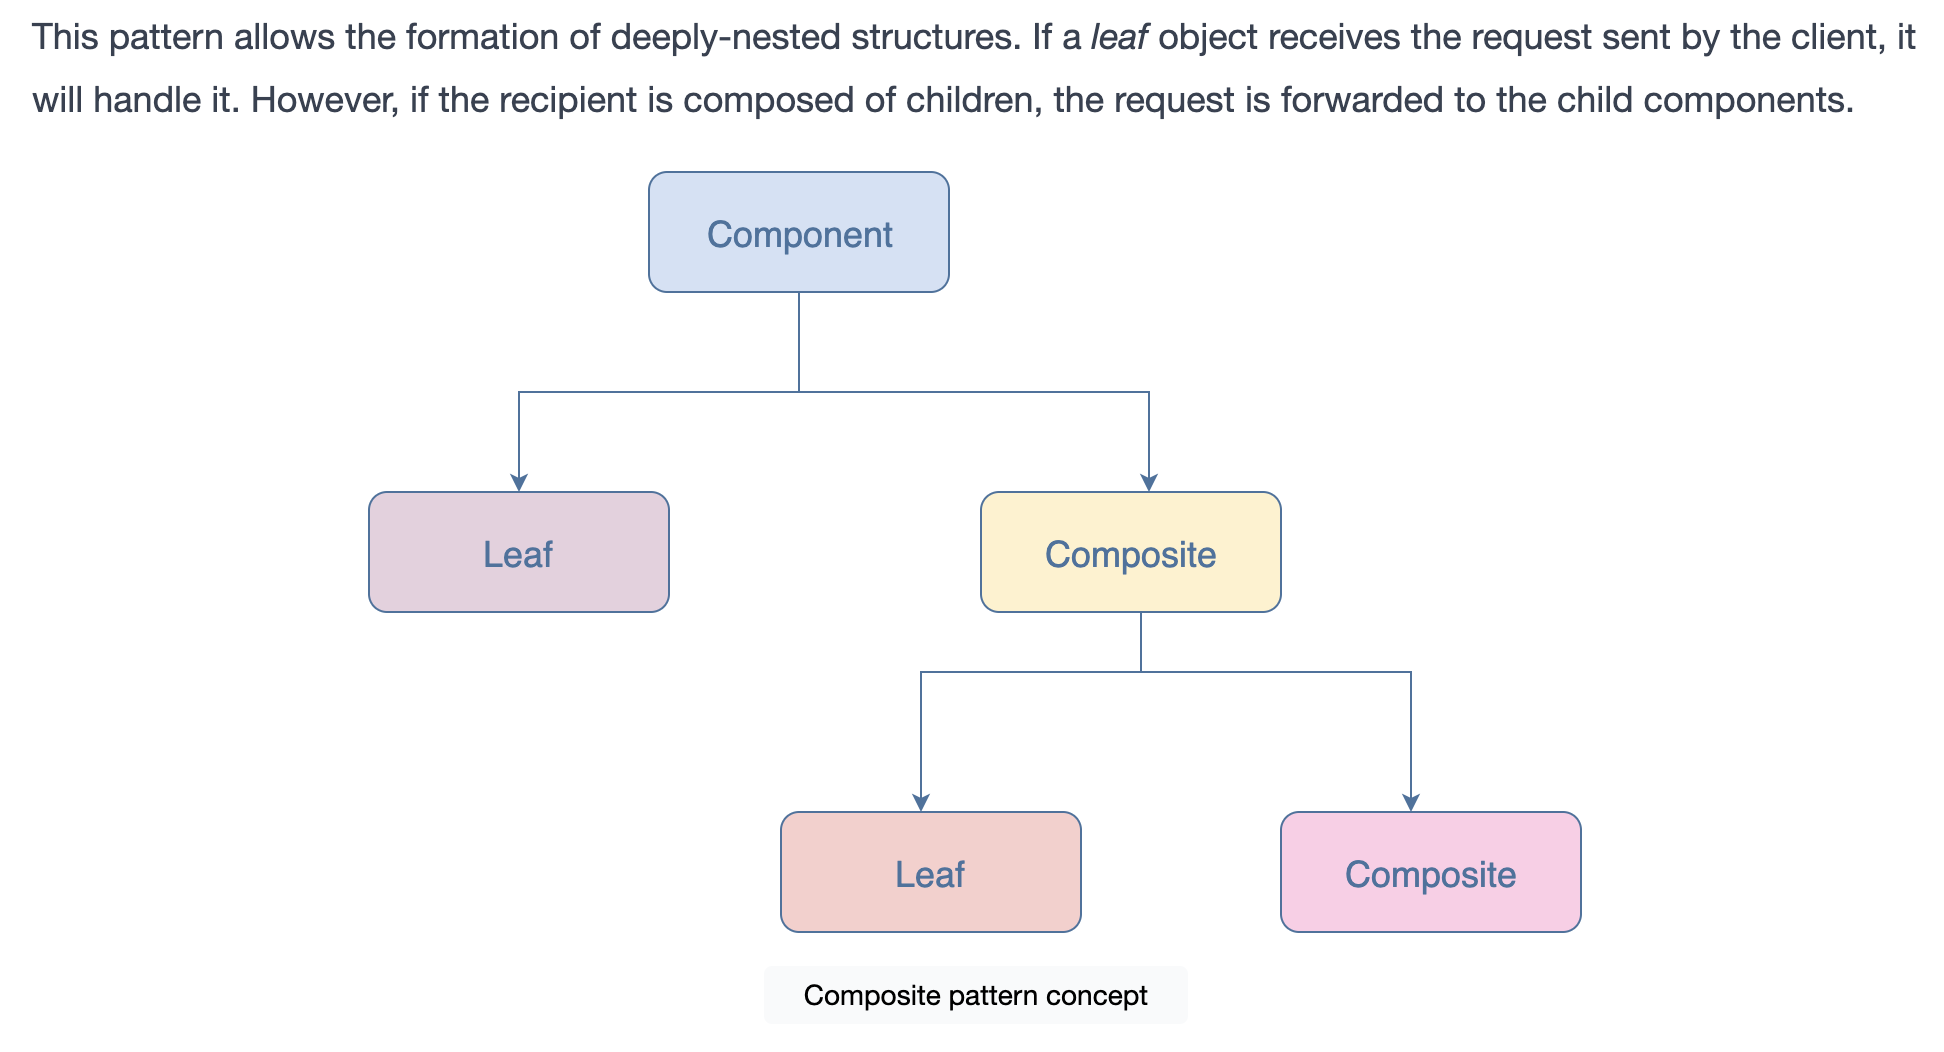 This pattern allows the formation of deeply-nested structures. If a leaf object receives the request sent by the client, it
will handle it. However, if the recipient is composed of children, the request is forwarded to the child components.
Component
Leaf
Composite
Leaf
Composite
Composite pattern concept